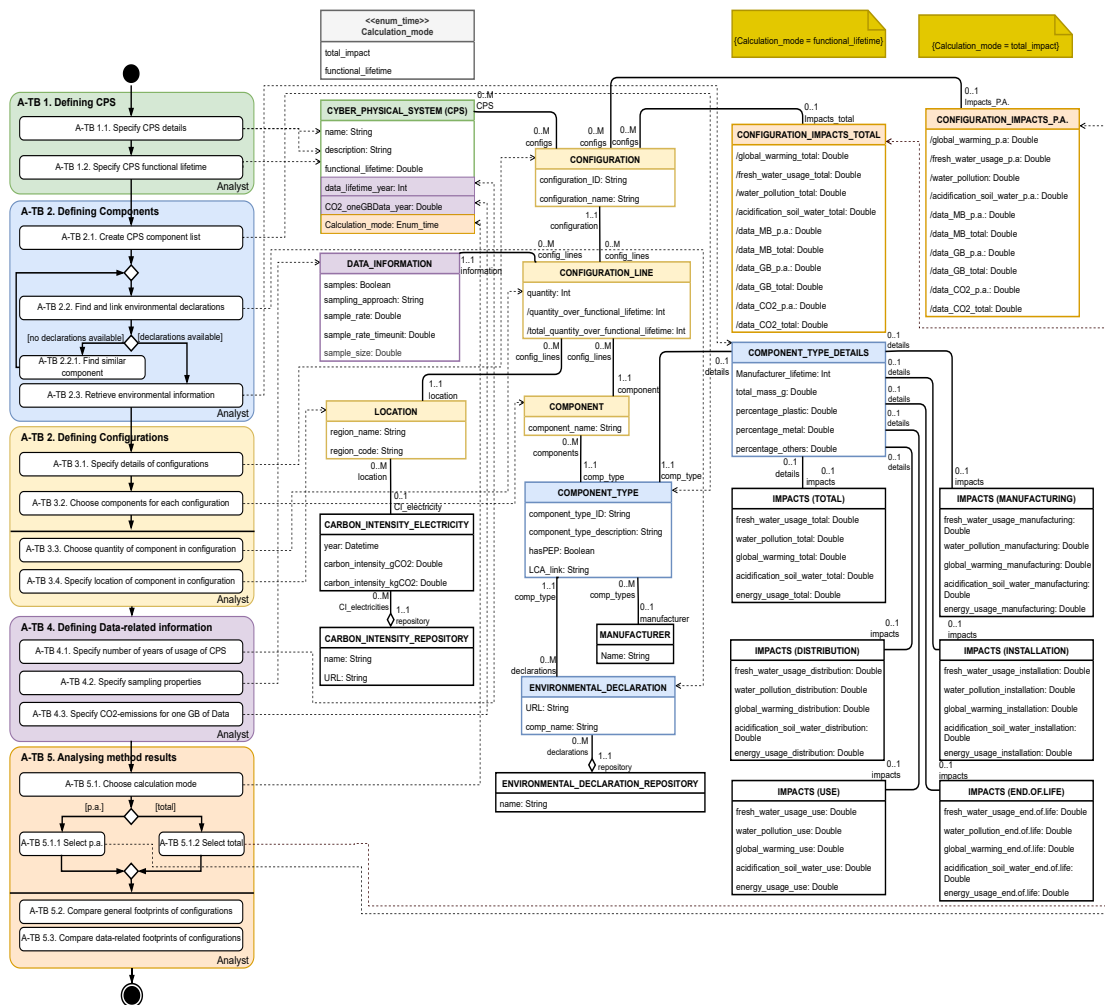 <<enum_time>>
Calculation_mode
total_impact
functional_lifetime
{Calculation_mode = functional_lifetime}
{Calculation_mode = total_impact}
A-TB 1. Defining CPS
A-TB 1.1. Specify CPS details
A-TB 1.2. Specify CPS functional lifetime
Analyst
A-TB 2. Defining Components
A-TB 2.1. Create CPS component list
A-TB 2.2. Find and link environmental declarations
[no declarations available]
[declarations available]
A-TB 2.2.1. Find similar
component
A-TB 2.3. Retrieve environmental information
Analyst
A-TB 2. Defining Configurations
A-TB 3.1. Specify details of configurations
A-TB 3.2. Choose components for each configuration
A-TB 3.3. Choose quantity of component in configuration
A-TB 3.4. Specify location of component in configuration
Analyst
A-TB 4. Defining Data-related information
A-TB 4.1. Specify number of years of usage of CPS
A-TB 4.2. Specify sampling properties
A-TB 4.3. Specify CO2-emissions for one GB of Data
Analyst
A-TB 5. Analysing method results
A-TB 5.1. Choose calculation mode
[p.a.]
[total]
A-TB 5.1.1 Select p.a.
A-TB 5.1.2 Select total
A-TB 5.2. Compare general footprints of configurations
A-TB 5.3. Compare data-related footprints of configurations
Analyst
CYBER_PHYSICAL_SYSTEM (CPS)
name: String
description: String
functional_lifetime: Double
data_lifetime_year: Int
CO2_oneGBData_year: Double
Calculation_mode: Enum_time
0..M
CPS
0..M
configs
0..M
configs
0..M
configs
0..1
Impacts_total
0..1
Impacts_P.A.
CONFIGURATION
configuration_ID: String
configuration_name: String
1..1
configuration
0..M
config_lines
0..M
config_lines
CONFIGURATION_IMPACTS_TOTAL
/global_warming_total: Double
/fresh_water_usage_total: Double
/water_pollution_total: Double
/acidification_soil_water_total: Double
/data_MB_p.a.: Double
/data_MB_total: Double
/data_GB_p.a.: Double
/data_GB_total: Double
/data_CO2_p.a.: Double
/data_CO2_total: Double
CONFIGURATION_IMPACTS_P.A.
/global_warming_p.a: Double
/fresh_water_usage_p.a: Double
/water_pollution: Double
/acidification_soil_water_p.a.: Double
/data_MB_p.a.: Double
/data_MB_total: Double
/data_GB_p.a.: Double
/data_GB_total: Double
/data_CO2_p.a.: Double
/data_CO2_total: Double
DATA_INFORMATION
samples: Boolean
sampling_approach: String
sample_rate: Double
sample_rate_timeunit: Double
sample_size: Double
1..1
information
CONFIGURATION_LINE
quantity: Int
/quantity_over_functional_lifetime: Int
/total_quantity_over_functional_lifetime: Int
0..M
config_lines
0..M
config_lines
1..1
location
1..1
component
LOCATION
region_name: String
region_code: String
0..M
location
0..1
CI_electricity
COMPONENT
component_name: String
0..M
components
1..1
comp_type
1..1
comp_type
COMPONENT_TYPE
component_type_ID: String
component_type_description: String
hasPEP: Boolean
LCA_link: String
1..1
comp_type
0..M
comp_types
0..1
manufacturer
MANUFACTURER
Name: String
CARBON_INTENSITY_ELECTRICITY
year: Datetime
carbon_intensity_gCO2: Double
carbon_intensity_kgCO2: Double
0..M
CI_electricities
1..1
repository
CARBON_INTENSITY_REPOSITORY
name: String
URL: String
0..M
declarations
ENVIRONMENTAL_DECLARATION
URL: String
comp_name: String
0..M
declarations
1..1
repository
ENVIRONMENTAL_DECLARATION_REPOSITORY
name: String
COMPONENT_TYPE_DETAILS
Manufacturer_lifetime: Int
total_mass_g: Double
percentage_plastic: Double
percentage_metal: Double
percentage_others: Double
0..1
details
0..1
details
0..1
details
0..1
details
0..1
details
0..1
details
0..1
details
1..1
impacts
0..1
impacts
IMPACTS (TOTAL)
fresh_water_usage_total: Double
water_pollution_total: Double
global_warming_total: Double
acidification_soil_water_total: Double
energy_usage_total: Double
IMPACTS (MANUFACTURING)
fresh_water_usage_manufacturing:
Double
water_pollution_manufacturing: Double
global_warming_manufacturing: Double
acidification_soil_water_manufacturing:
Double
energy_usage_manufacturing: Double
0..1
impacts
0..1
impacts
IMPACTS (DISTRIBUTION)
fresh_water_usage_distribution: Double
water_pollution_distribution: Double
global_warming_distribution: Double
acidification_soil_water_distribution:
Double
energy_usage_distribution: Double
IMPACTS (INSTALLATION)
fresh_water_usage_installation: Double
water_pollution_installation: Double
global_warming_installation: Double
acidification_soil_water_installation:
Double
energy_usage_installation: Double
0..1
impacts
0..1
impacts
IMPACTS (USE)
fresh_water_usage_use: Double
water_pollution_use: Double
global_warming_use: Double
acidification_soil_water_use: Double
energy_usage_use: Double
IMPACTS (END.OF.LIFE)
fresh_water_usage_end.of.life: Double
water_pollution_end.of.life: Double
global_warming_end.of.life: Double
acidification_soil_water_end.of.life:
Double
energy_usage_end.of.life: Double